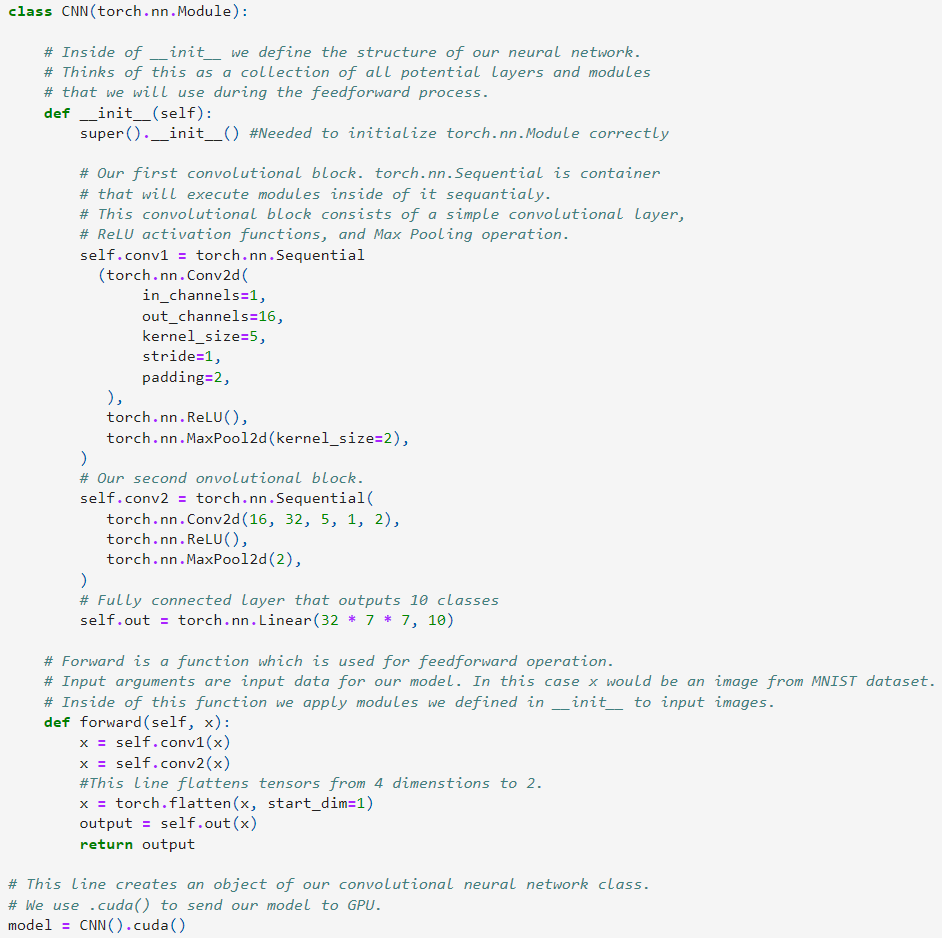 class CNN(torch.nn.Module):

    # Inside of __init__ we define the structure of our neural network.
    # Thinks of this as a collection of all potential layers and modules
    # that we will use during the feedforward process.
    def __init__(self):
        super().__init__() #Needed to initialize torch.nn.Module correctly

        # Our first convolutional block. torch.nn.Sequential is container
        # that will execute modules inside of it sequantialy.
        # This convolutional block consists of a simple convolutional layer,
        # ReLU activation functions, and Max Pooling operation.
        self.conv1 = torch.nn.Sequential
          (torch.nn.Conv2d(
               in_channels=1,
               out_channels=16,
               kernel_size=5,
               stride=1,
               padding=2,
           ),
           torch.nn.ReLU(),
           torch.nn.MaxPool2d(kernel_size=2),
        )
        # Our second onvolutional block.
        self.conv2 = torch.nn.Sequential(
           torch.nn.Conv2d(16, 32, 5, 1, 2),
           torch.nn.ReLU(),
           torch.nn.MaxPool2d(2),
        )
        # Fully connected layer that outputs 10 classes
        self.out = torch.nn.Linear(32 * 7 * 7, 10)

    # Forward is a function which is used for feedforward operation.
    # Input arguments are input data for our model. In this case x would be an image from MNIST dataset.
    # Inside of this function we apply modules we defined in __init__ to input images.
    def forward(self, x):
        x = self.conv1(x)
        x = self.conv2(x)
        #This line flattens tensors from 4 dimenstions to 2.
        x = torch.flatten(x, start_dim=1)
        output = self.out(x)
        return output

# This line creates an object of our convolutional neural network class.
# We use .cuda() to send our model to GPU.
model = CNN().cuda()